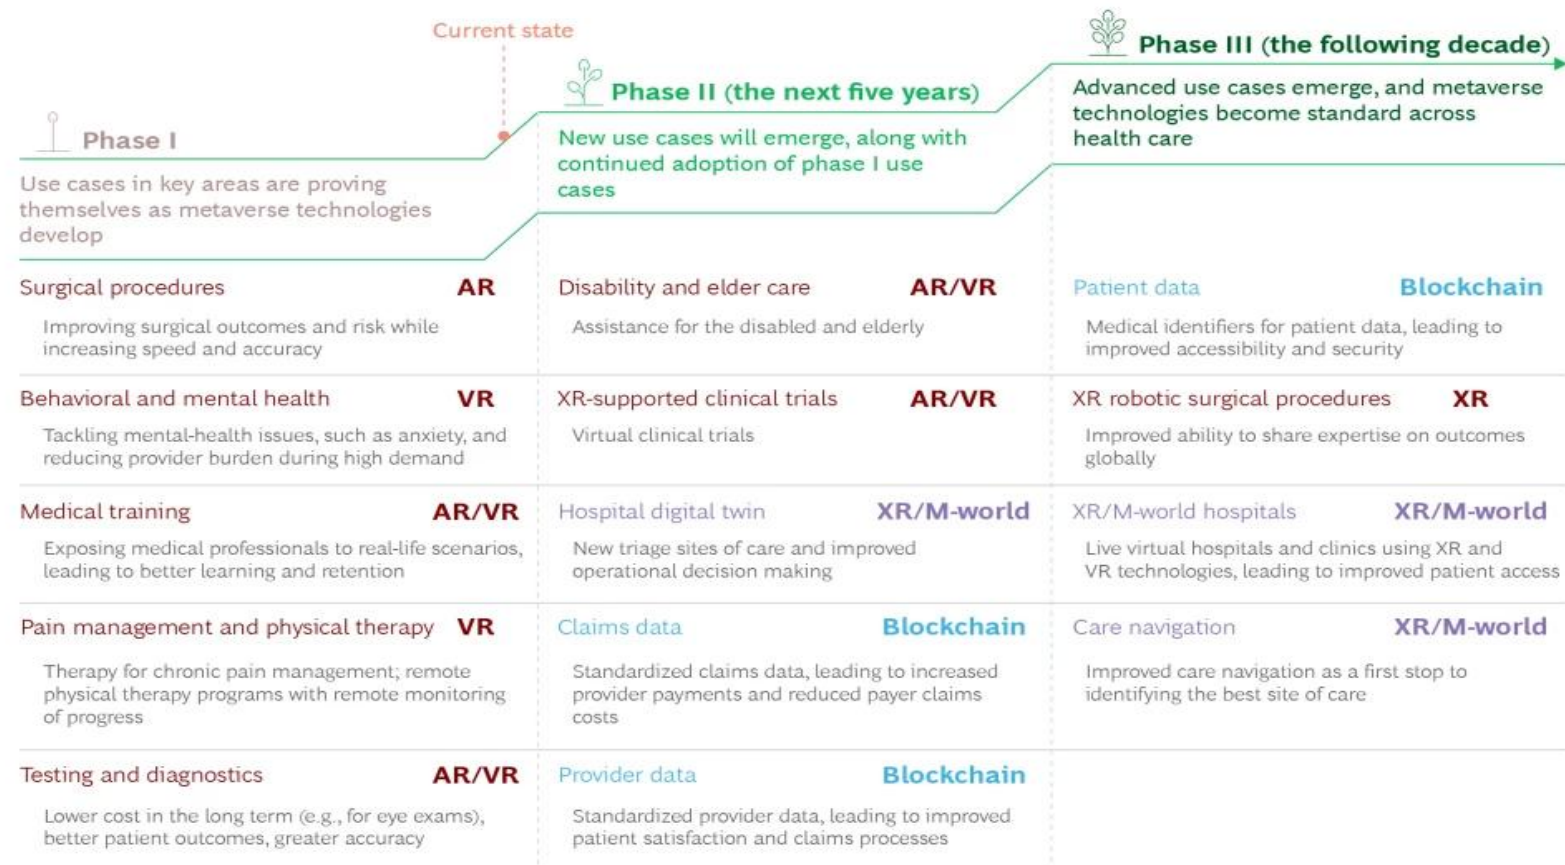 Current state
Phase I
Use cases in key areas are proving
themselves as metaverse technologies
develop
Phase II (the next five years)
New use cases will emerge, along with
continued adoption of phase I use
cases
Phase III (the following decade)
Advanced use cases emerge, and metaverse
technologies become standard across
health care
Surgical procedures AR
Improving surgical outcomes and risk while
increasing speed and accuracy
Disability and elder care AR/VR
Assistance for the disabled and elderly
Patient data Blockchain
Medical identifiers for patient data, leading to
improved accessibility and security
Behavioral and mental health VR
Tackling mental-health issues, such as anxiety, and
reducing provider burden during high demand
XR-supported clinical trials AR/VR
Virtual clinical trials
XR robotic surgical procedures XR
Improved ability to share expertise on outcomes
globally
Medical training AR/VR
Exposing medical professionals to real-life scenarios,
leading to better learning and retention
Hospital digital twin XR/M-world
New triage sites of care and improved
operational decision making
XR/M-world hospitals XR/M-world
Live virtual hospitals and clinics using XR and
VR technologies, leading to improved patient access
Pain management and physical therapy VR
Therapy for chronic pain management; remote
physical therapy programs with remote monitoring
of progress
Claims data Blockchain
Standardized claims data, leading to increased
provider payments and reduced payer claims
costs
Care navigation XR/M-world
Improved care navigation as a first stop to
identifying the best site of care
Testing and diagnostics AR/VR
Lower cost in the long term (e.g., for eye exams),
better patient outcomes, greater accuracy
Provider data Blockchain
Standardized provider data, leading to improved
patient satisfaction and claims processes